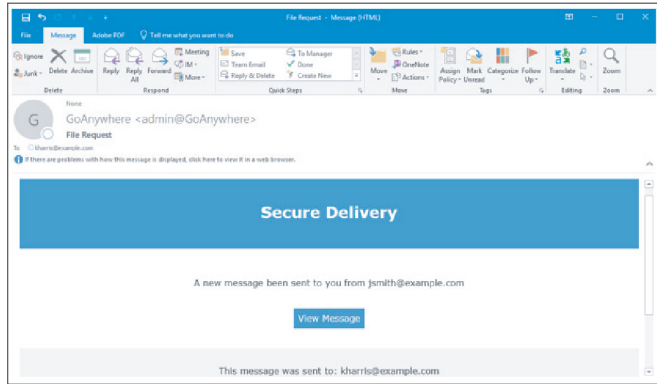 File Request - Message (HTML)
File Message Adobe PDF Tell me what you want to do
Ignore
Junk
Delete Archive
Reply Reply All Forward
Meeting
IM
More
Save
Team Email
Reply & Delete
To Manager
Done
Create New
Move
Rules
OneNote
Actions
Assign Policy Mark Unread Categorize Follow Up
Translate
Zoom
Delete Respond Quick Steps Move Tags Editing Zoom
None
G
GoAnywhere <admin@GoAnywhere>
File Request
To kharris@example.com
If there are problems with how this message is displayed, click here to view it in a web browser.
Secure Delivery
A new message been sent to you from jsmith@example.com
View Message
This message was sent to: kharris@example.com